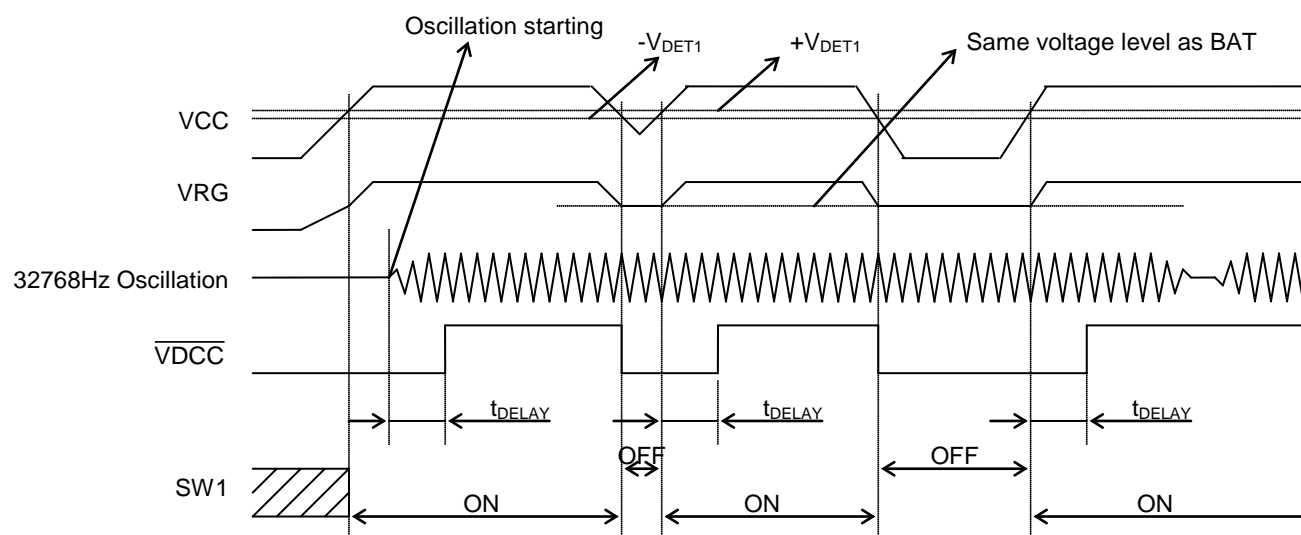 Oscillation starting
-VDET1
+VDET1
Same voltage level as BAT
VCC
VRG
32768Hz Oscillation
VDCC
tDELAY
tDELAY
tDELAY
OFF
OFF
SW1
ON
ON
ON